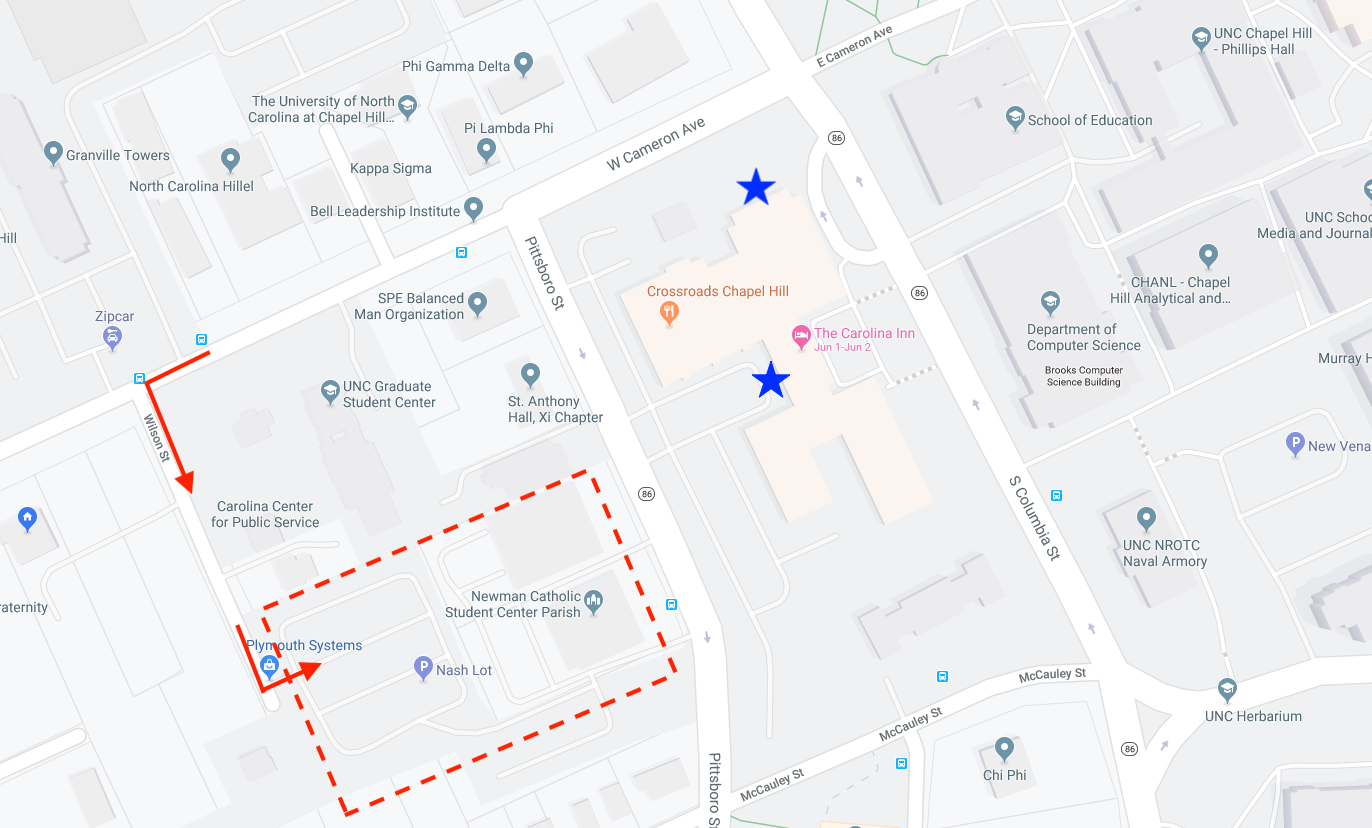 E Cameron Ave
UNC Chapel Hill
- Phillips Hall
Phi Gamma Delta
The University of North
Carolina at Chapel Hill...
Pi Lambda Phi
W Cameron Ave
86
School of Education
Granville Towers
North Carolina Hillel
Kappa Sigma
Bell Leadership Institute
Hill
UNC Schoo
Media and Journal
Pittsboro St
CHANL - Chapel
Hill Analytical and...
Crossroads Chapel Hill
86
SPE Balanced
Man Organization
Zipcar
The Carolina Inn
Jun 1-Jun 2
Department of
Computer Science
Brooks Computer
Science Building
Murray H
UNC Graduate
Student Center
St. Anthony
Hall, Xi Chapter
Wilson St
New Vena
Carolina Center
for Public Service
86
S Columbia St
UNC NROTC
Naval Armory
raternity
Newman Catholic
Student Center Parish
Plymouth Systems
Nash Lot
McCauley St
McCauley St
UNC Herbarium
86
Chi Phi
McCauley St
Pittsboro St
P
P